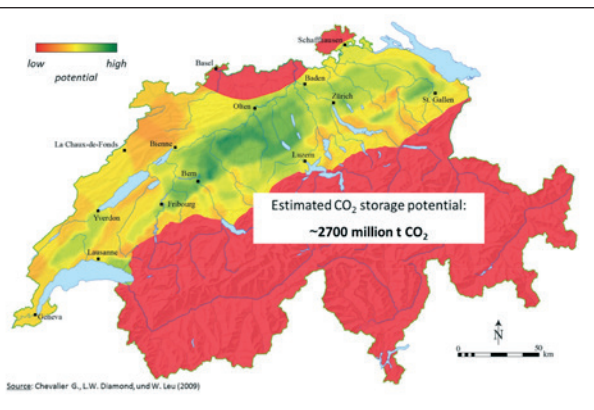 low high
potential
Schaffhausen
Basel
Baden
Olten
Zürich
St. Gallen
La Chaux-de-Fonds
Bienne
Luzern
Bern
Estimated CO₂ storage potential:
~2700 million t CO₂
Fribourg
Yverdon
Lausanne
Geneva
N
0 50
km
Source: Chevalier G., L.W. Diamond, und W. Leu (2009)